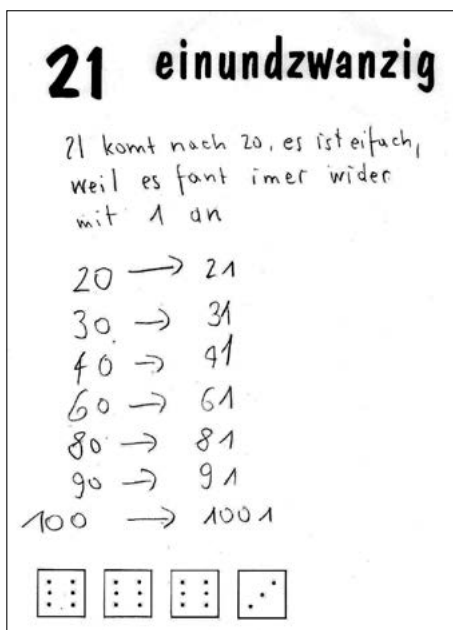 21 einundzwanzig
21 komt nach 20, es ist eifach,
weil es fant imer wider
mit 1 an
20 → 21
30 → 31
40 → 41
60 → 61
80 → 81
90 → 91
100 → 1001